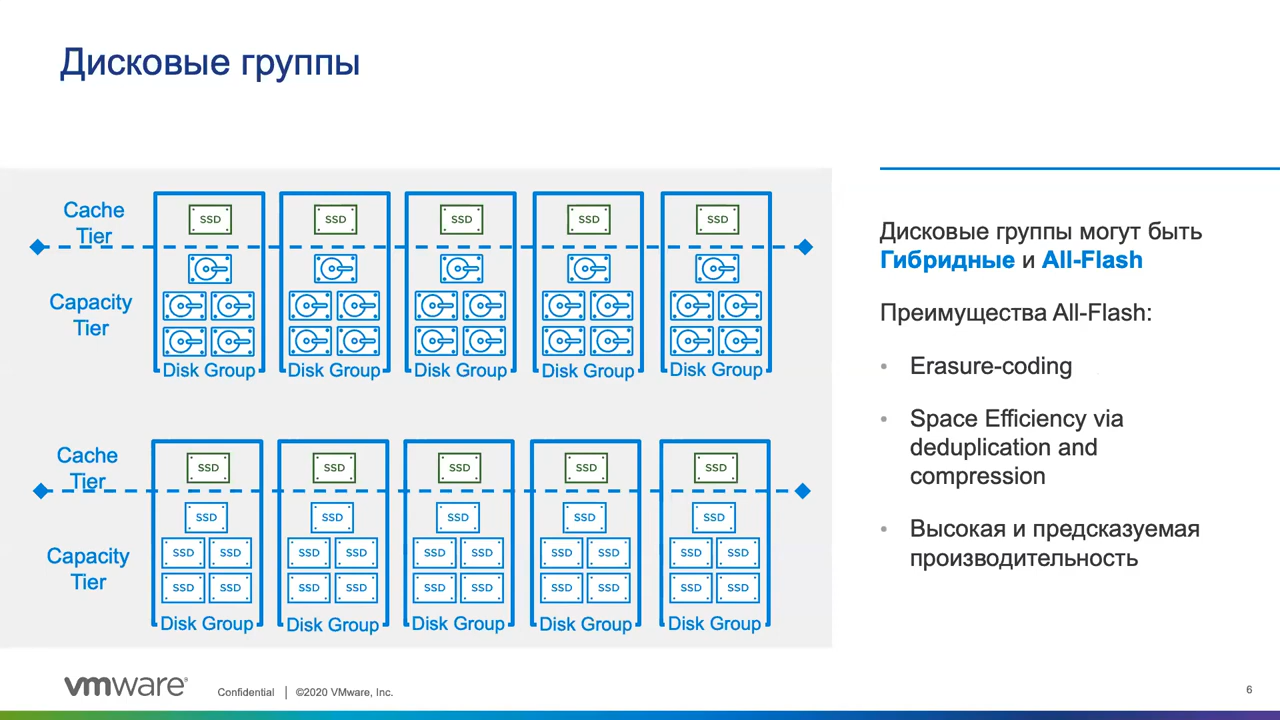 Дисковые группы
Cache
Tier
SSD SSD SSD SSD SSD
Capacity
Tier
Disk Group Disk Group Disk Group Disk Group Disk Group
Cache
Tier
SSD SSD SSD SSD SSD
SSD SSD SSD SSD SSD
Capacity
Tier
SSD SSD SSD SSD SSD SSD SSD SSD SSD SSD
SSD SSD SSD SSD SSD SSD SSD SSD SSD SSD
Disk Group Disk Group Disk Group Disk Group Disk Group
Дисковые группы могут быть
Гибридные и All-Flash
Преимущества All-Flash:
• Erasure-coding
• Space Efficiency via
deduplication and
compression
• Высокая и предсказуемая
производительность
vmware® Confidential | ©2020 VMware, Inc.
6